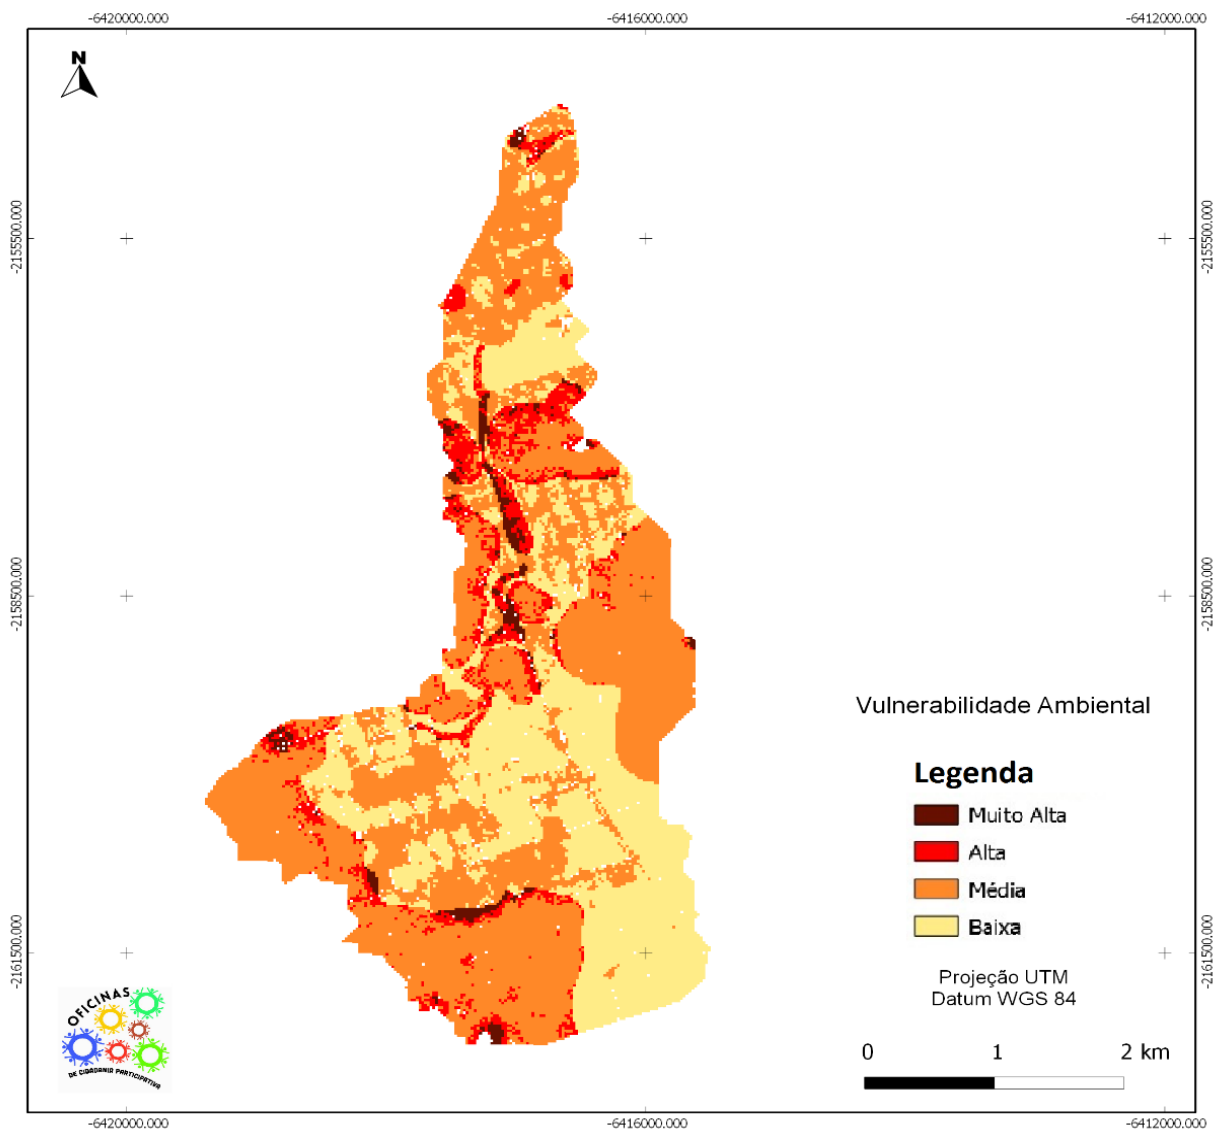 -6420000.000
-6416000.000
-6412000.000
N
-2155500.000
-2155500.000
-2158500.000
-2158500.000
Vulnerabilidade Ambiental
Legenda
Muito Alta
Alta
Média
Baixa
-2161500.000
-2161500.000
Projeção UTM
Datum WGS 84
OFICINAS
DE CIDADANIA PARTICIPATIVA
0 1 2 km
-6420000.000
-6416000.000
-6412000.000